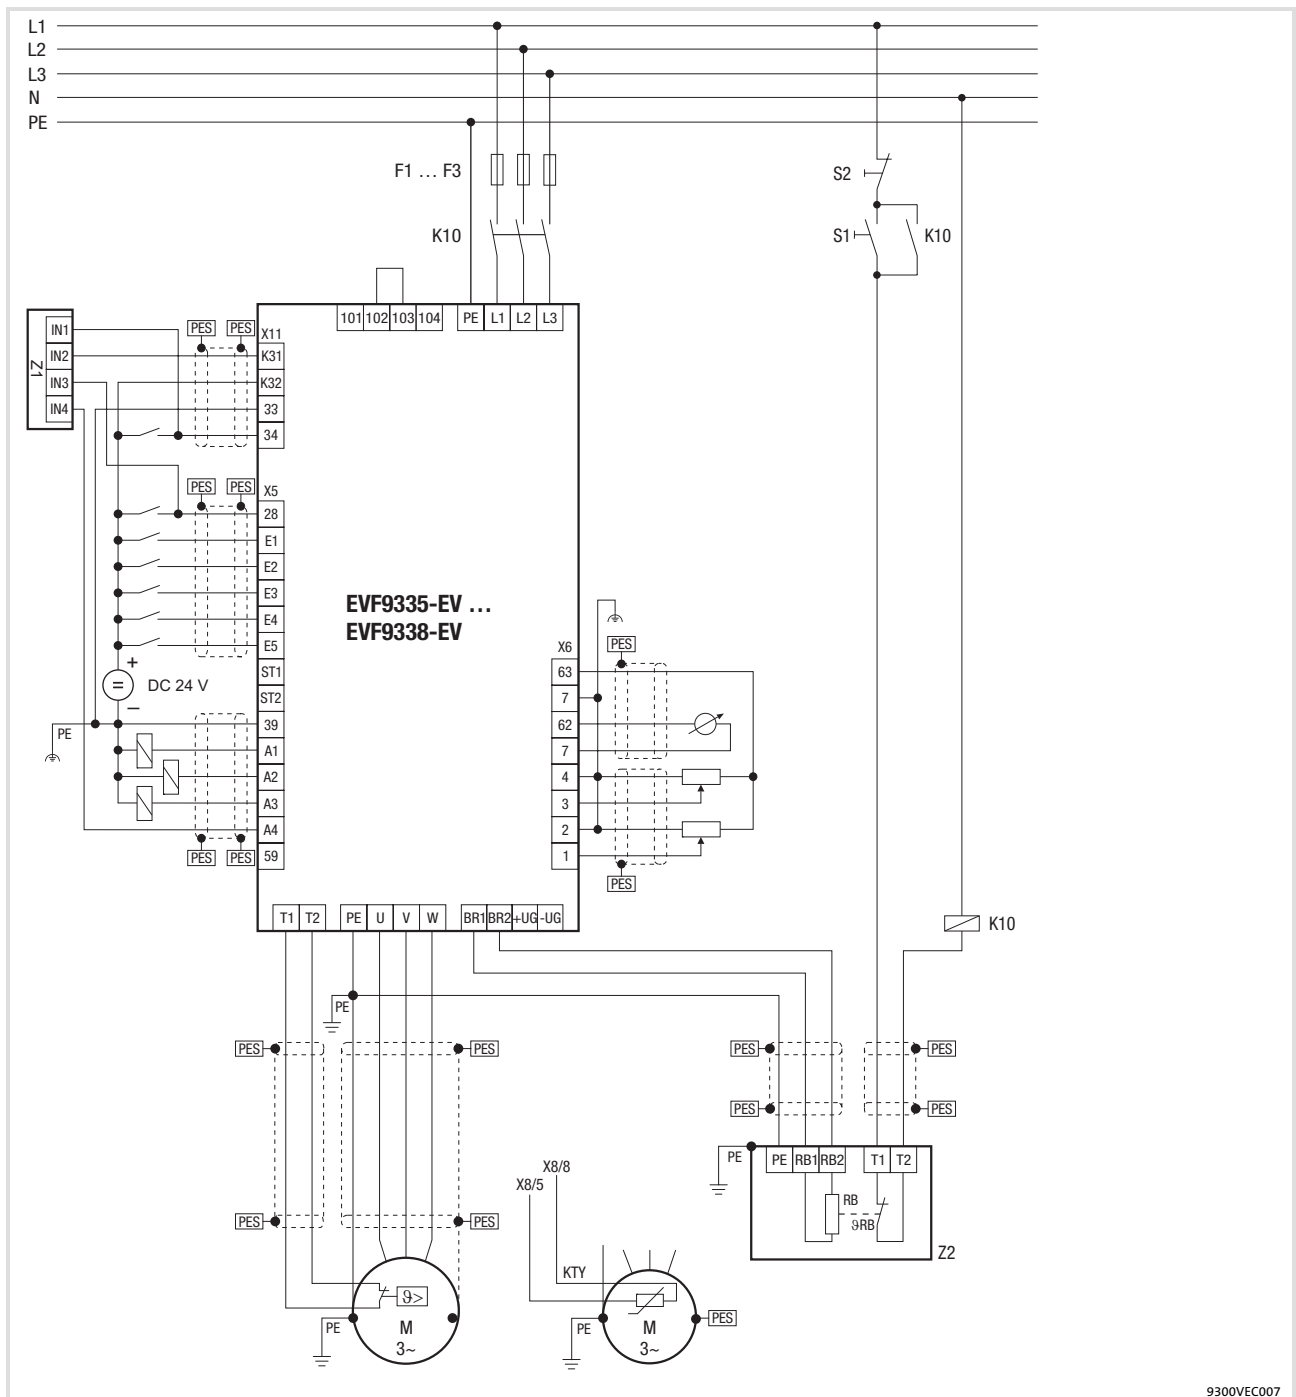 L1
L2
L3
N
PE
F1 … F3
K10
S2
S1
K10
101 102 103 104
PE L1 L2 L3
Z1
IN1
IN2
IN3
IN4
PES PES
X11
K31
K32
33
34
PES PES
X5
28
E1
E2
E3
E4
E5
ST1
ST2
39
A1
A2
A3
A4
59
+
=
DC 24 V
−
PE
PES PES
EVF9335-EV …
EVF9338-EV
X6
63
7
62
7
4
3
2
1
PES
PES
K10
T1 T2
PE U V W
BR1 BR2 +UG -UG
PE
PES
PES
PES
PES
PES
PES
PES
PES
PE
PE RB1 RB2
T1 T2
RB
ϑRB
Z2
X8/8
X8/5
KTY
ϑ>
M
3~
PE
M
3~
PE
PES
9300VEC007